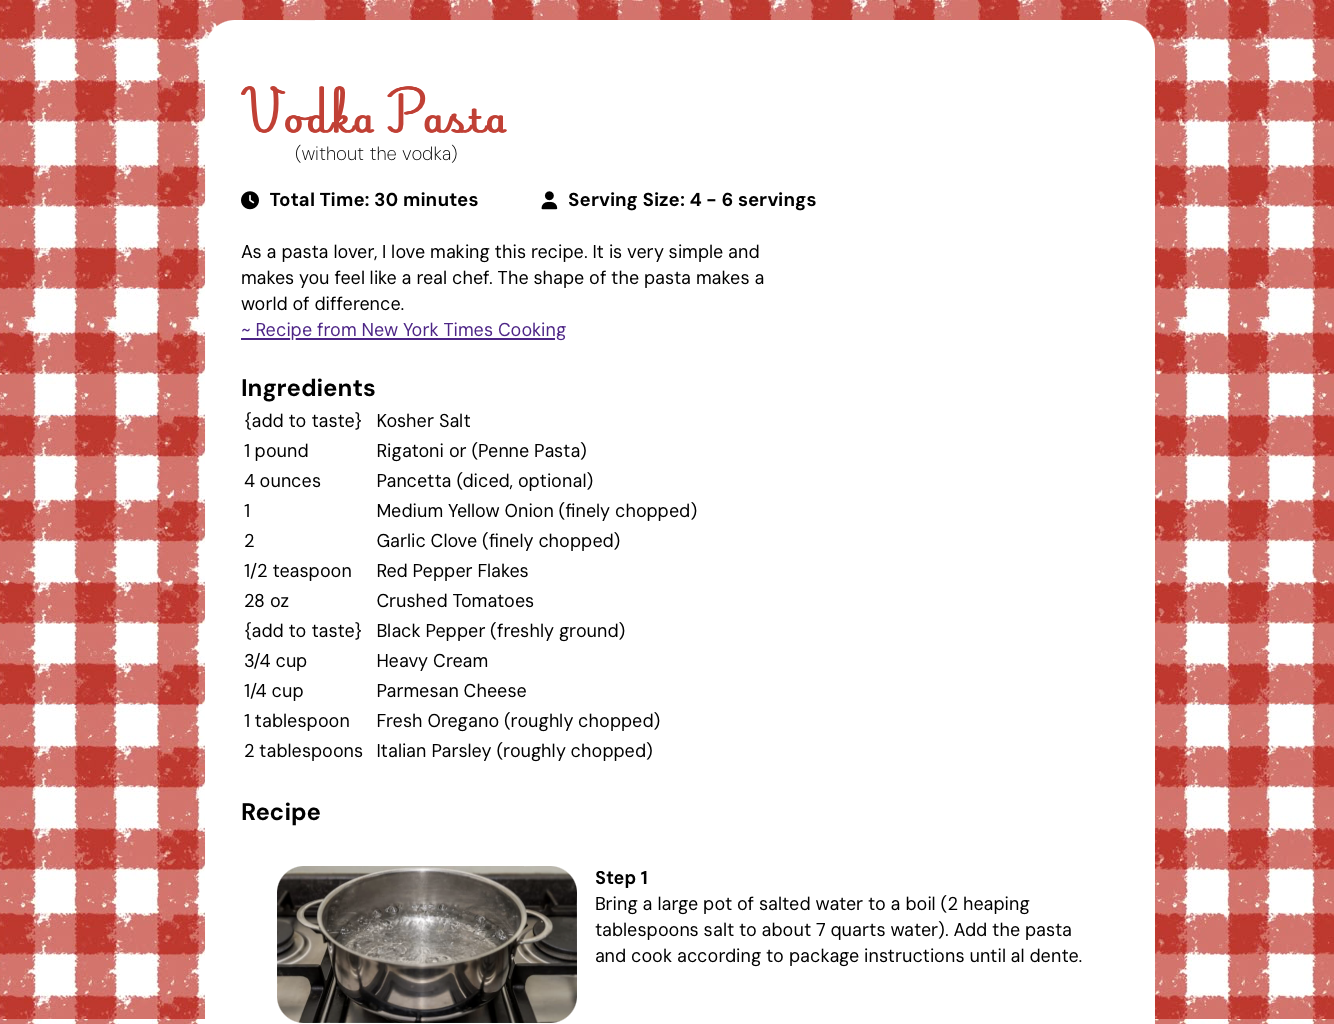 Vodka Pasta
(without the vodka)
Total Time: 30 minutes
Serving Size: 4 - 6 servings
As a pasta lover, I love making this recipe. It is very simple and
makes you feel like a real chef. The shape of the pasta makes a
world of difference.
~ Recipe from New York Times Cooking
Ingredients
{add to taste} Kosher Salt
1 pound Rigatoni or (Penne Pasta)
4 ounces Pancetta (diced, optional)
1 Medium Yellow Onion (finely chopped)
2 Garlic Clove (finely chopped)
1/2 teaspoon Red Pepper Flakes
28 oz Crushed Tomatoes
{add to taste} Black Pepper (freshly ground)
3/4 cup Heavy Cream
1/4 cup Parmesan Cheese
1 tablespoon Fresh Oregano (roughly chopped)
2 tablespoons Italian Parsley (roughly chopped)
Recipe
Step 1
Bring a large pot of salted water to a boil (2 heaping
tablespoons salt to about 7 quarts water). Add the pasta
and cook according to package instructions until al dente.